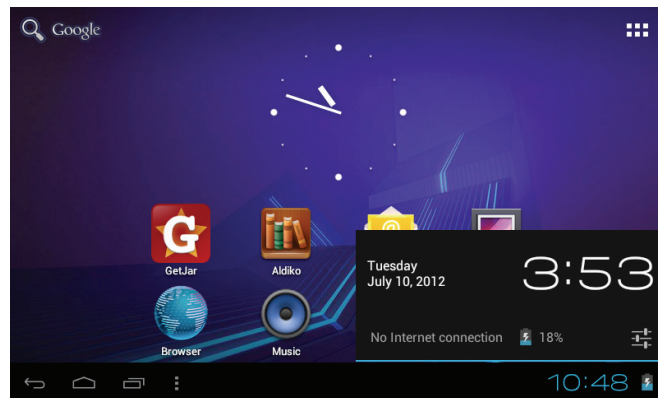 Google
GetJar
Aldiko
Tuesday
July 10, 2012
3:53
No Internet connection
18%
Browser
Music
10:48